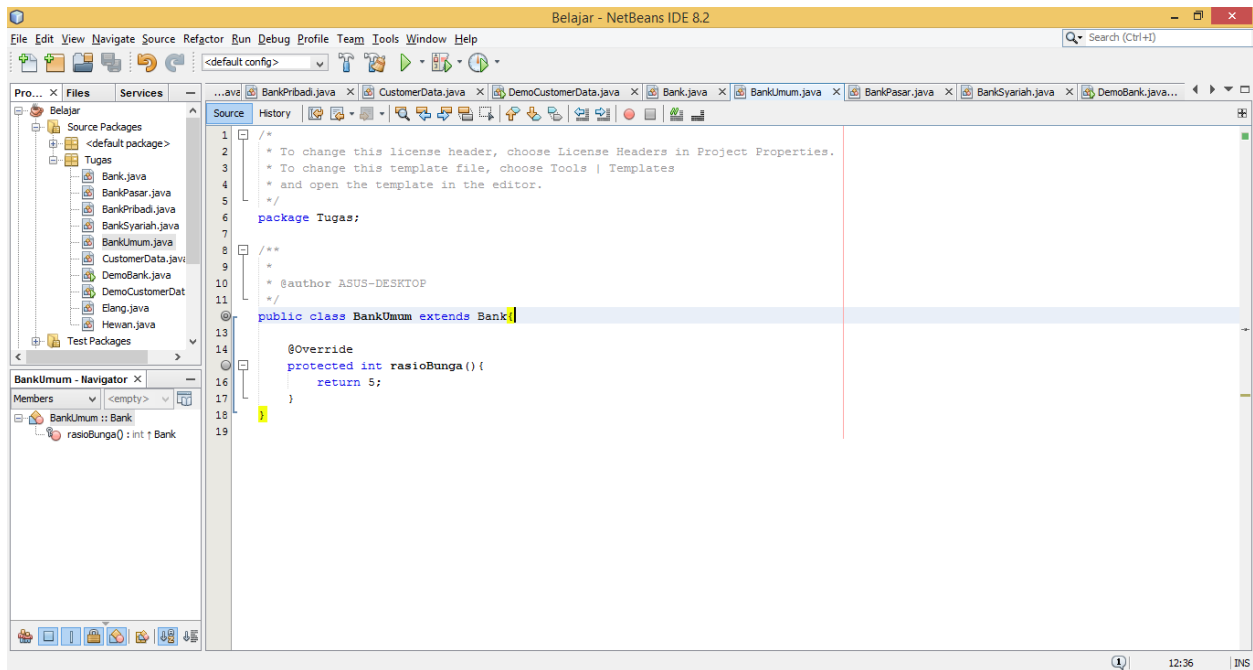 Belajar - NetBeans IDE 8.2
File Edit View Navigate Source Refactor Run Debug Profile Team Tools Window Help
Search (Ctrl+I)
<default config>
Pro... Files Services
...ava BankPribadi.java CustomerData.java DemoCustomerData.java Bank.java BankUmum.java BankPasar.java BankSyariah.java DemoBank.java...
Belajar
Source Packages
<default package>
Tugas
Bank.java
BankPasar.java
BankPribadi.java
BankSyariah.java
BankUmum.java
CustomerData.java
DemoBank.java
DemoCustomerDat
Elang.java
Hewan.java
Test Packages
BankUmum - Navigator
Members <empty>
BankUmum :: Bank
rasioBunga() : int ↑ Bank
Source History
1 /*
2 * To change this license header, choose License Headers in Project Properties.
3 * To change this template file, choose Tools | Templates
4 * and open the template in the editor.
5 */
6 package Tugas;
7
8 /**
9 *
10 * @author ASUS-DESKTOP
11 */
public class BankUmum extends Bank{
13
14 @Override
protected int rasioBunga(){
16 return 5;
17 }
18 }
19
1 12:36 INS